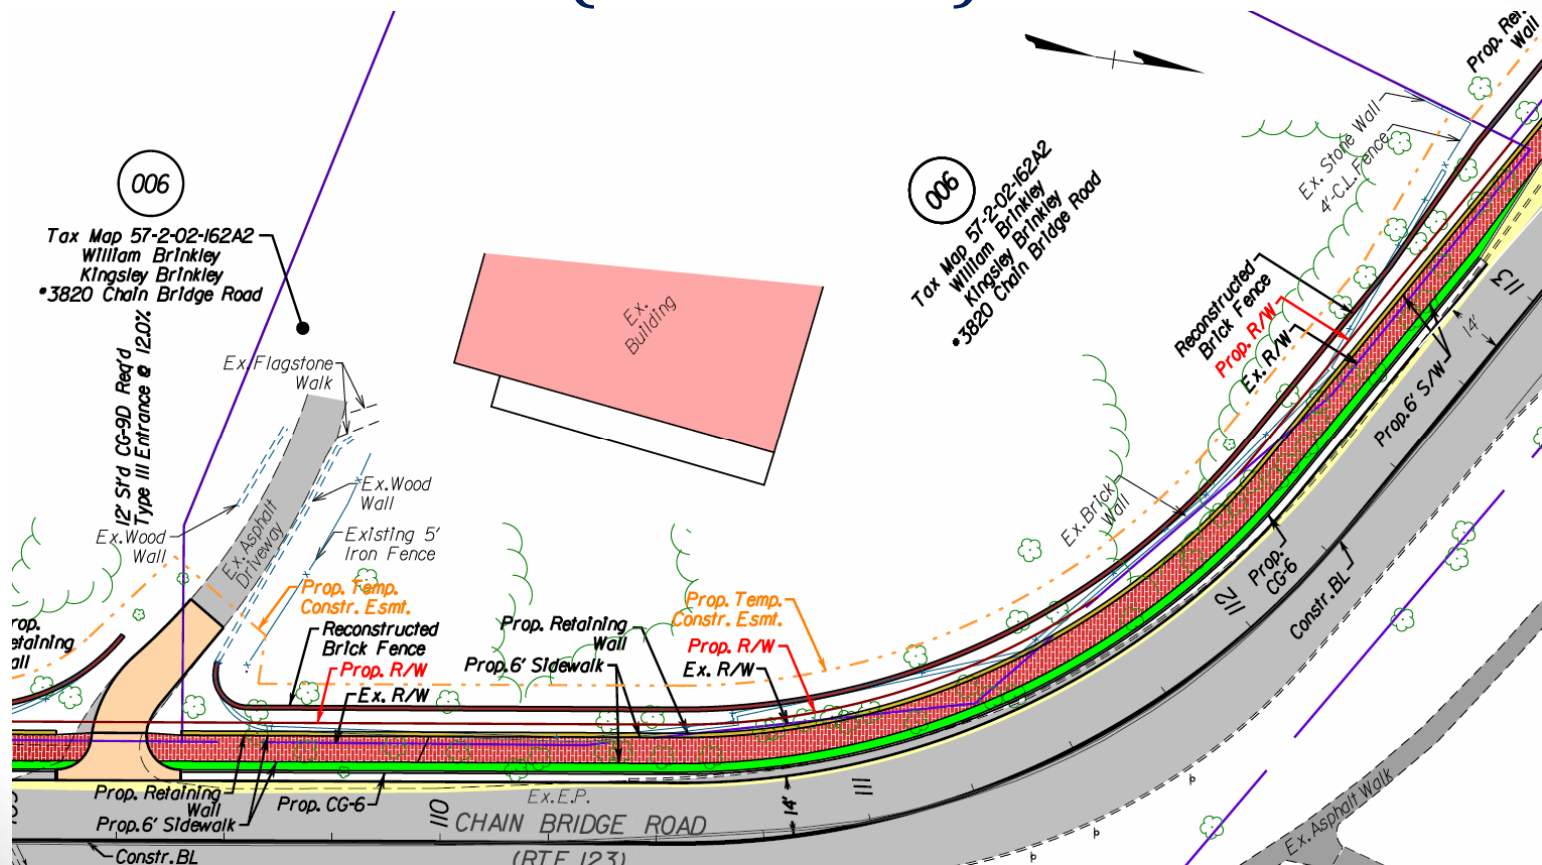 006
Tax Map 57-2-02-162A2
William Brinkley
Kingsley Brinkley
*3820 Chain Bridge Road
12' St'd CG-9D Req'd
Type III Entrance @ 12.0%
Ex. Flagstone
Walk
Ex.Wood
Wall
Ex.Wood
Wall
Existing 5'
Iron Fence
Ex. Asphalt
Driveway
Ex.
Building
006
Tax Map 57-2-02-162A2
William Brinkley
Kingsley Brinkley
*3820 Chain Bridge Road
Wall
Ex. Stone Wall
4'-C.L.Fence
Reconstructed
Brick Fence
Prop. R/W
Ex. R/W
Prop.6' S/W
14'
113
Ex.Brick
Wall
Prop.
CG-6
112
Constr.BL
Prop. Temp.
Constr. Esmt.
Reconstructed
Brick Fence
Prop. R/W
Ex. R/W
Prop. Retaining
Wall
Prop.6' Sidewalk
Prop. Temp.
Constr. Esmt.
Prop. R/W
Ex. R/W
Prop. Retaining
Wall
Prop.6' Sidewalk
Prop. CG-6
Ex.E.P.
14'
111
110
CHAIN BRIDGE ROAD
(RTE 123)
Constr.BL
Ex. Asphalt Walk